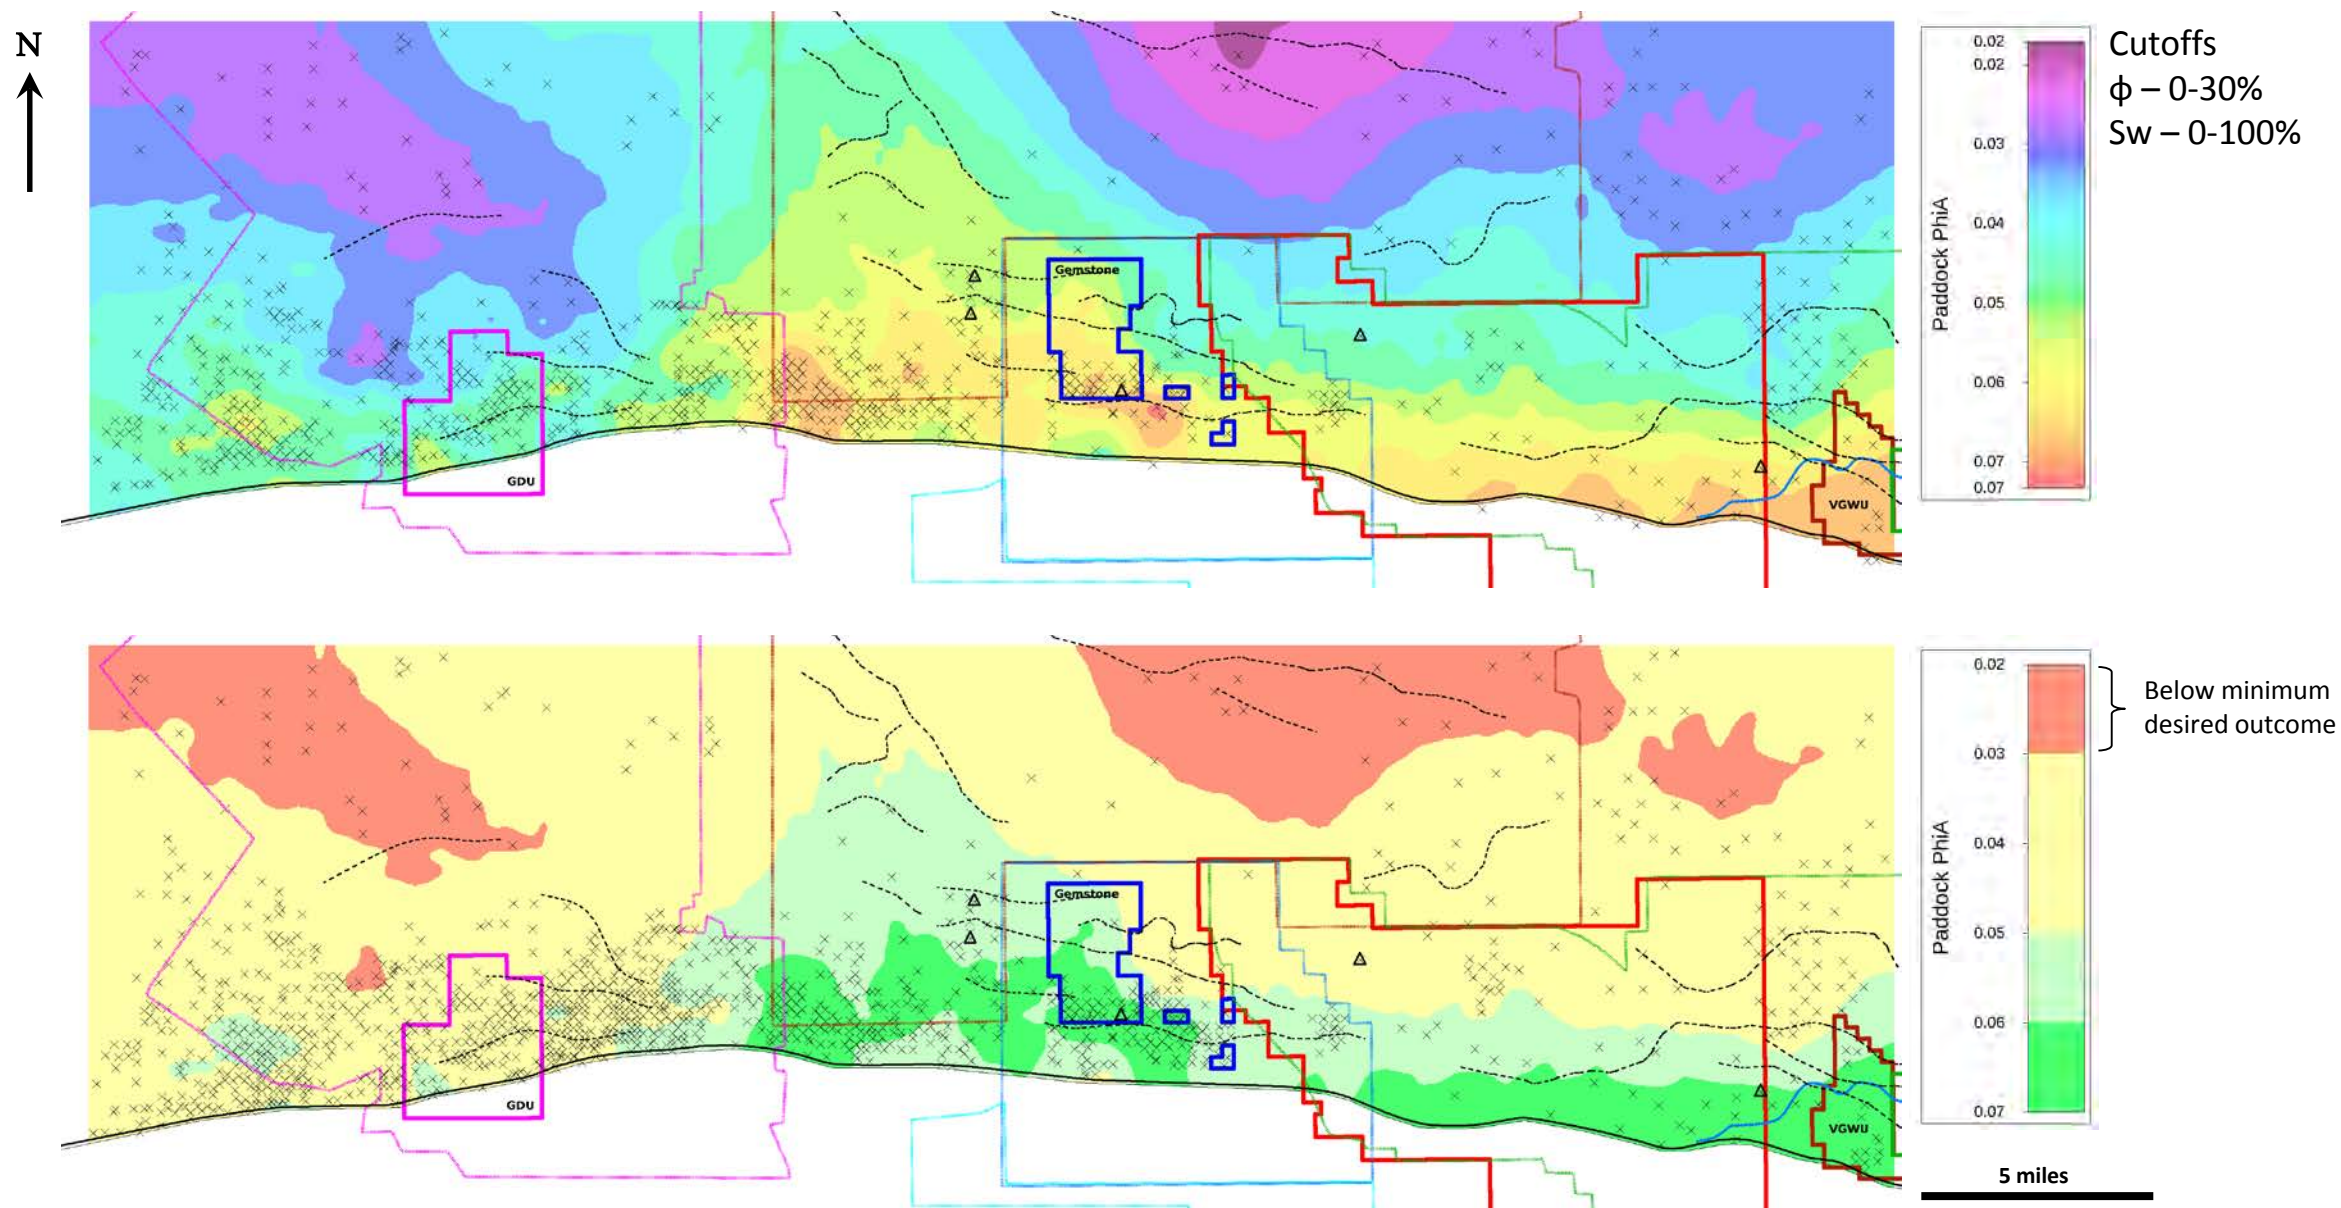 N
Gemstone
GDU
VGWU
Paddock PhiA
0.02
0.02
0.03
0.04
0.05
0.06
0.07
0.07
Cutoffs
ϕ – 0-30%
Sw – 0-100%
Gemstone
GDU
VGWU
Paddock PhiA
0.02
0.03
0.04
0.05
0.06
0.07
Below minimum
desired outcome
5 miles